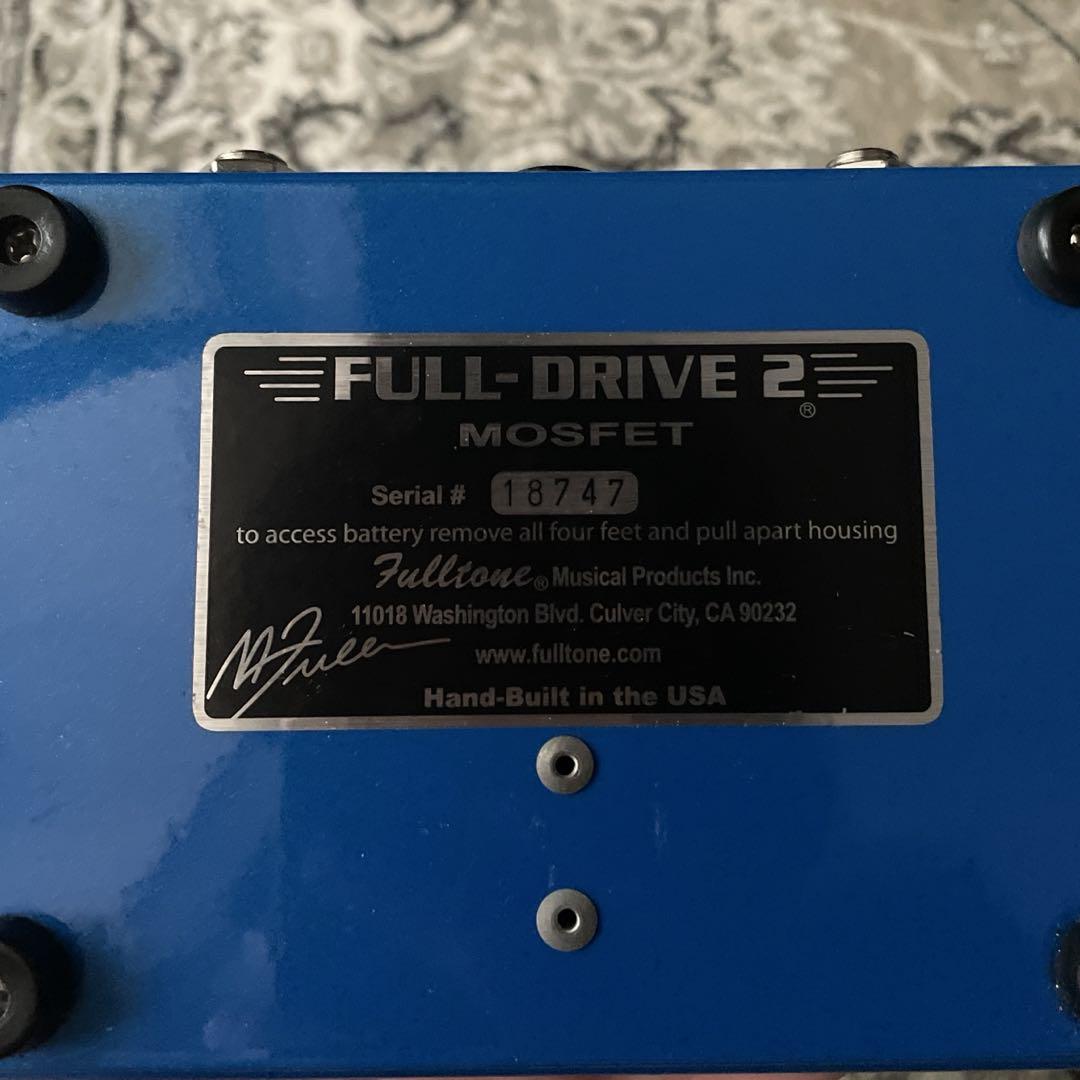 FULL-DRIVE 2®
MOSFET
Serial # 18747
to access battery remove all four feet and pull apart housing
Fulltone® Musical Products Inc.
11018 Washington Blvd. Culver City, CA 90232
M Fuller
www.fulltone.com
Hand-Built in the USA